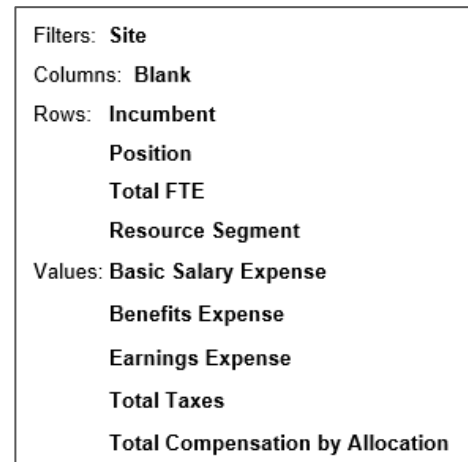 Filters: Site
Columns: Blank
Rows: Incumbent
Position
Total FTE
Resource Segment
Values: Basic Salary Expense
Benefits Expense
Earnings Expense
Total Taxes
Total Compensation by Allocation